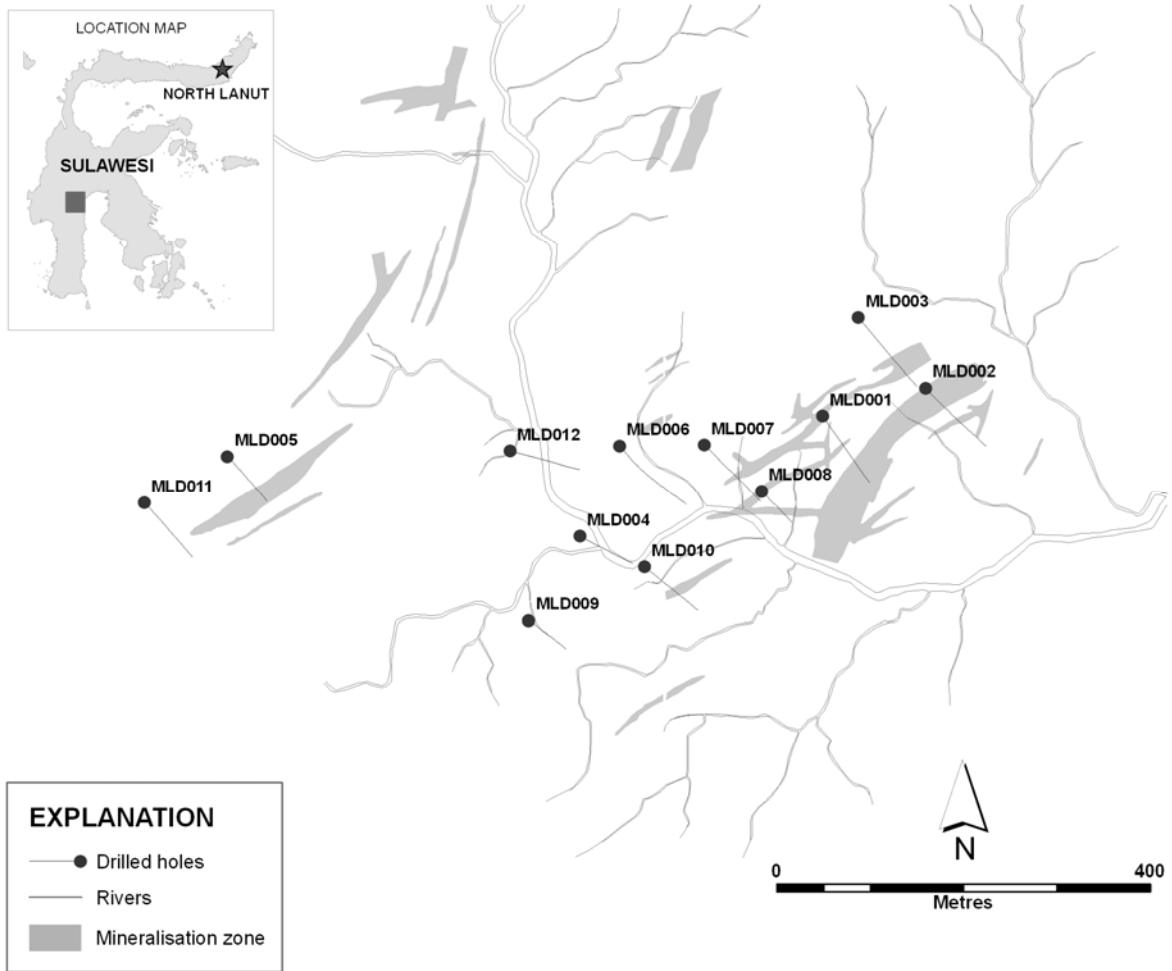 LOCATION MAP
NORTH LANUT
SULAWESI
MLD003
MLD002
MLD001
MLD005
MLD012
MLD006
MLD007
MLD011
MLD008
MLD004
MLD010
MLD009
EXPLANATION
Drilled holes
Rivers
Mineralisation zone
N
0 400
Metres